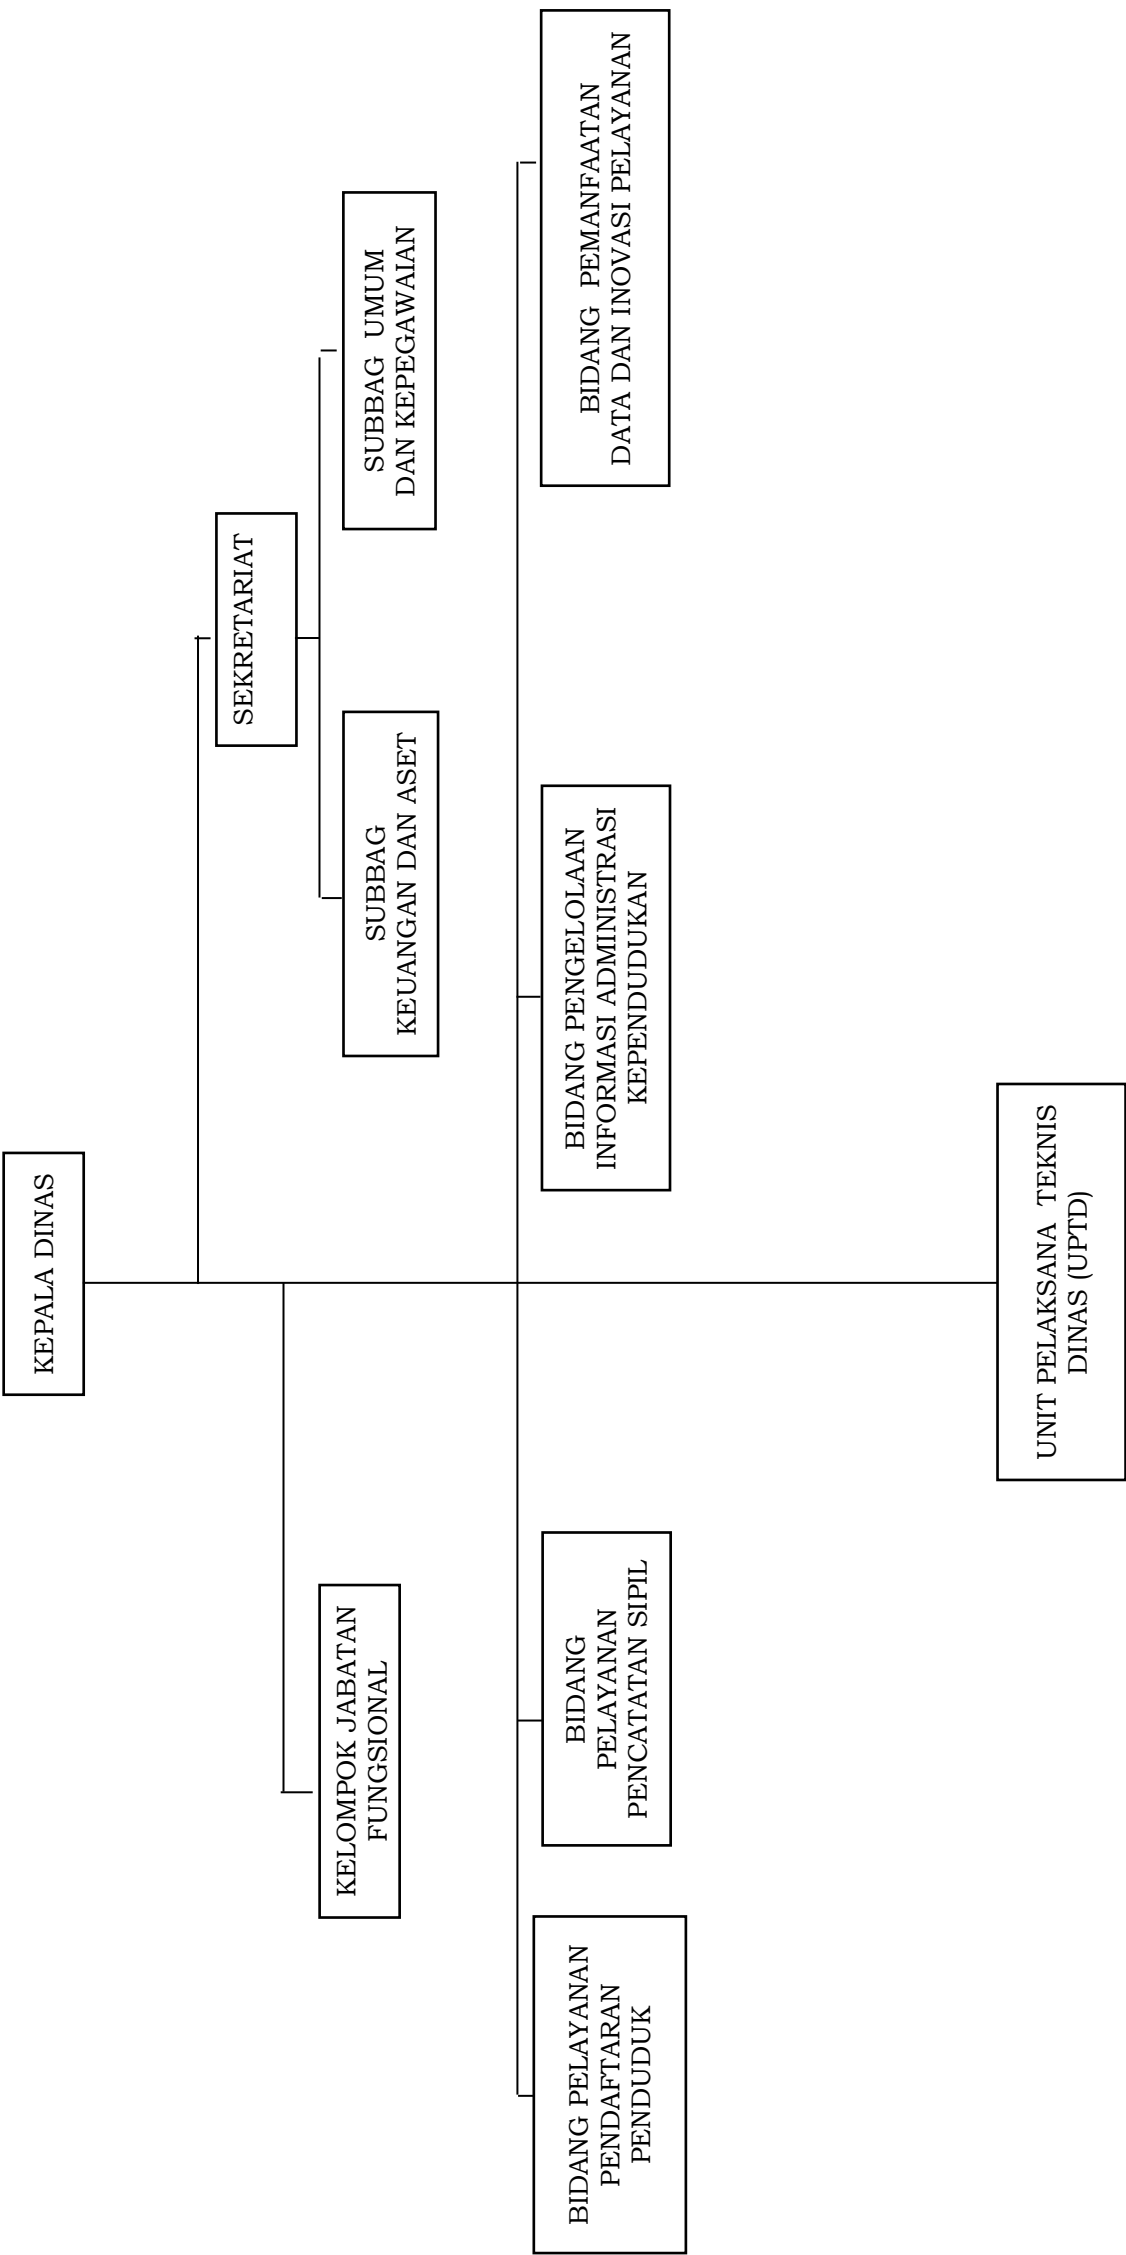 KEPALA DINAS
SEKRETARIAT
KELOMPOK JABATAN
FUNGSIONAL
SUBBAG
KEUANGAN DAN ASET
SUBBAG UMUM
DAN KEPEGAWAIAN
BIDANG PELAYANAN
PENDAFTARAN
PENDUDUK
BIDANG
PELAYANAN
PENCATATAN SIPIL
BIDANG PENGELOLAAN
INFORMASI ADMINISTRASI
KEPENDUDUKAN
BIDANG PEMANFAATAN
DATA DAN INOVASI PELAYANAN
UNIT PELAKSANA TEKNIS
DINAS (UPTD)